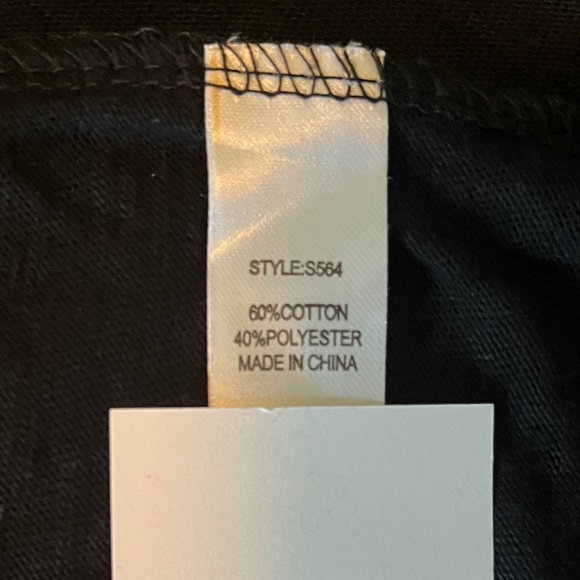 STYLE:S564
60%COTTON
40%POLYESTER
MADE IN CHINA